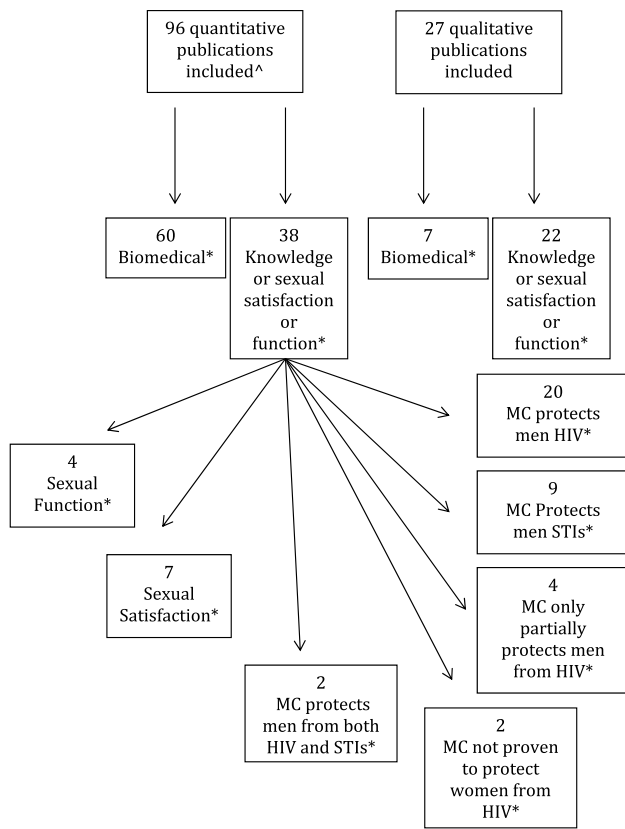 96 quantitative
publications
included^
27 qualitative
publications
included
60
Biomedical*
38
Knowledge
or sexual
satisfaction
or
function*
7
Biomedical*
22
Knowledge
or sexual
satisfaction
or
function*
20
MC protects
men HIV*
4
Sexual
Function*
9
MC Protects
men STIs*
7
Sexual
Satisfaction*
4
MC only
partially
protects men
from HIV*
2
MC protects
men from both
HIV and STIs*
2
MC not proven
to protect
women from
HIV*